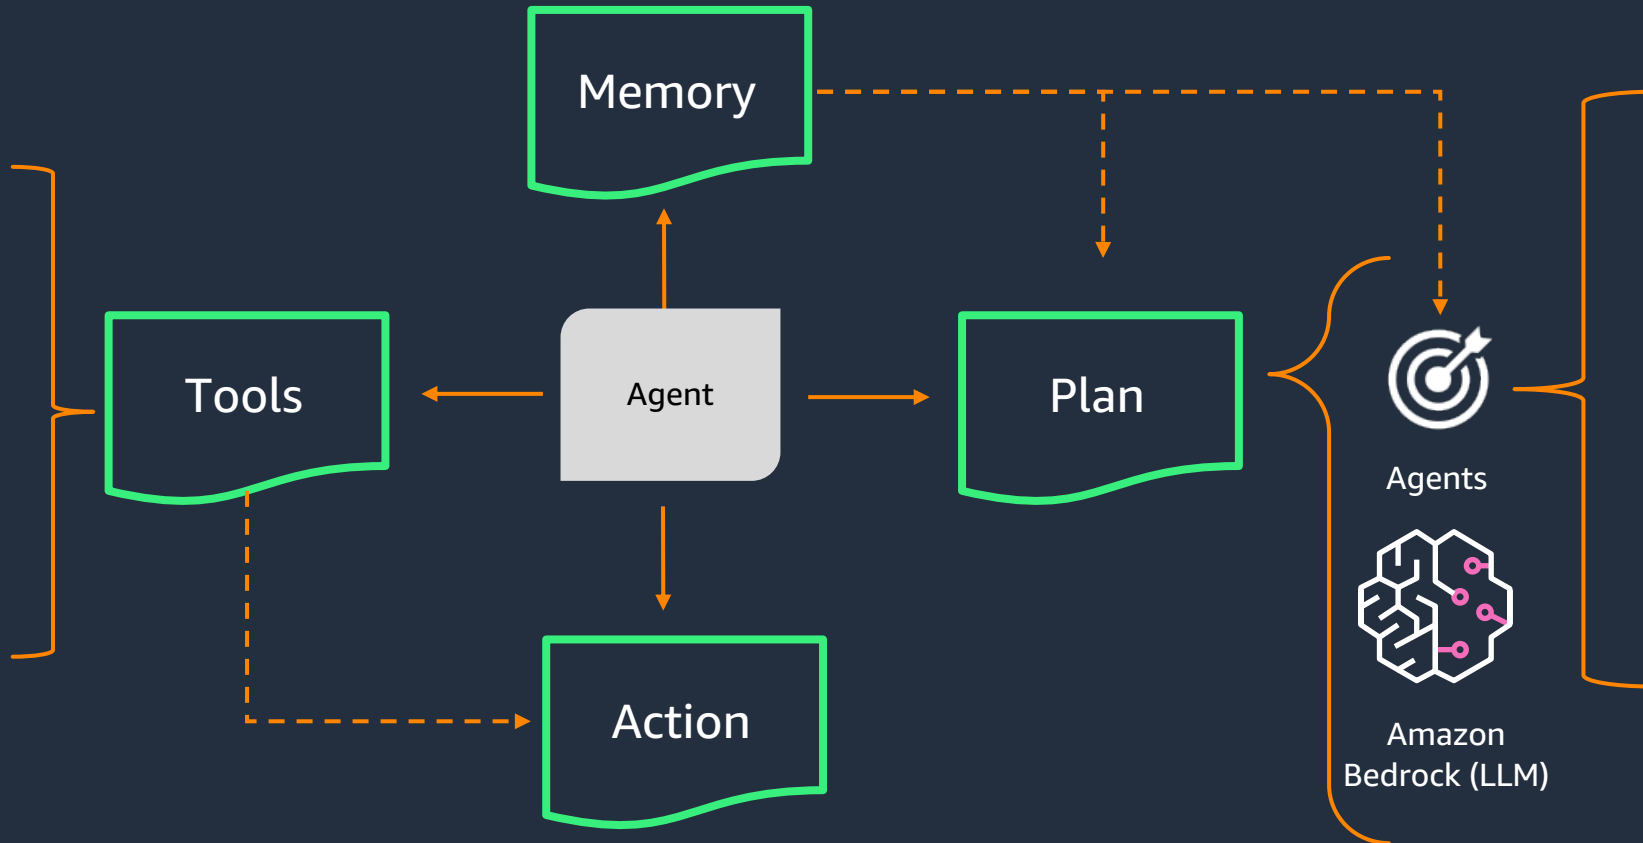 Memory
Tools
Agent
Plan
Agents
Action
Amazon
Bedrock (LLM)